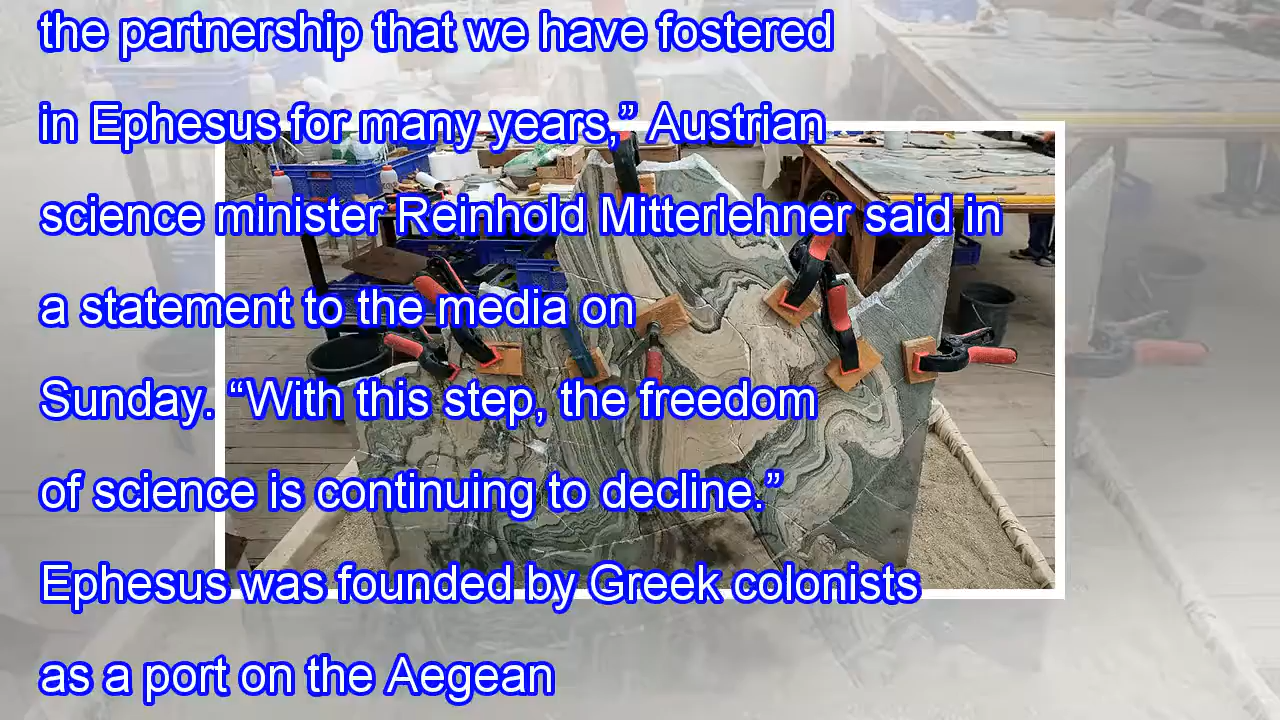 the partnership that we have fostered
in Ephesus for many years,” Austrian
science minister Reinhold Mitterlehner said in
a statement to the media on
Sunday. “With this step, the freedom
of science is continuing to decline.”
Ephesus was founded by Greek colonists
as a port on the Aegean